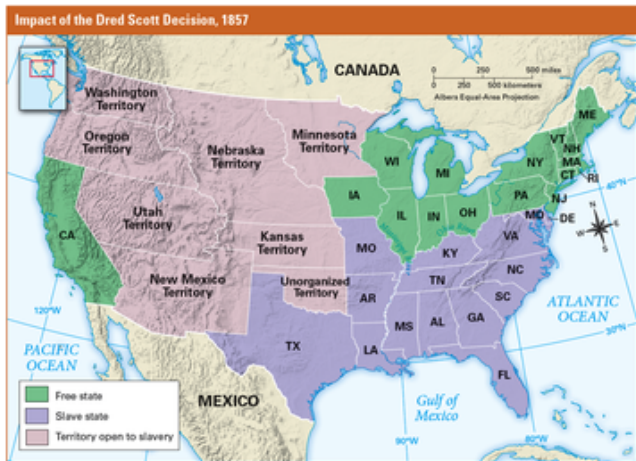 Impact of the Dred Scott Decision, 1857
CANADA
0 250 500 miles
0 250 500 kilometers
Albers Equal-Area Projection
Washington
Territory
Oregon
Territory
Nebraska
Territory
Minnesota
Territory
ME
VT
NH
WI
MI
NY
MA
CT
RI
IA
PA
NJ
40°N
IL
IN
OH
MD
DE
N
W
E
S
CA
Utah
Territory
Kansas
Territory
MO
KY
VA
New Mexico
Territory
Unorganized
Territory
TN
NC
AR
SC
ATLANTIC
OCEAN
120°W
MS
AL
GA
30°N
TX
LA
PACIFIC
OCEAN
FL
Free state
Slave state
Territory open to slavery
MEXICO
Gulf of
Mexico
90°W
80°W